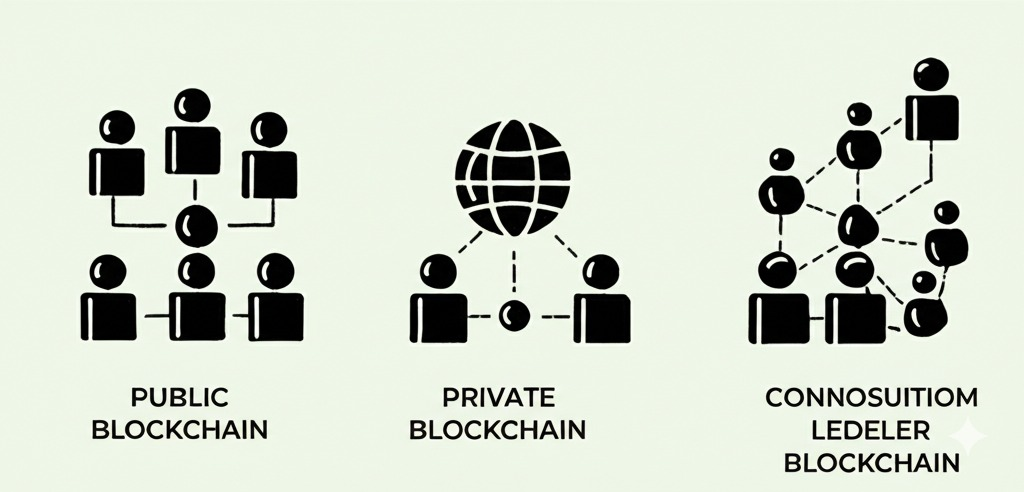 PUBLIC
BLOCKCHAIN
PRIVATE
BLOCKCHAIN
CONNOSUITIOM
LEDELER
BLOCKCHAIN